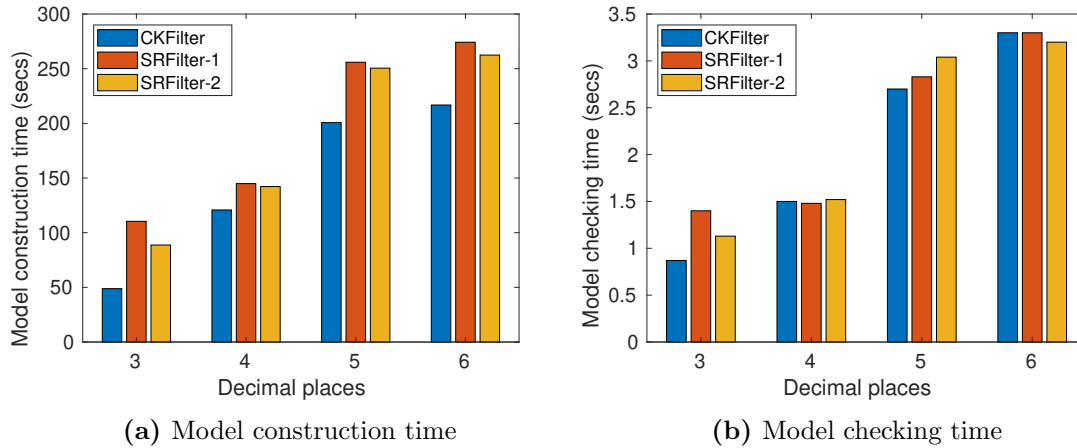 Model construction time (secs)
300
250
200
150
100
50
0
CKFilter
SRFilter-1
SRFilter-2
3 4 5 6
Decimal places
(a) Model construction time
Model checking time (secs)
3.5
3
2.5
2
1.5
1
0.5
0
CKFilter
SRFilter-1
SRFilter-2
3 4 5 6
Decimal places
(b) Model checking time